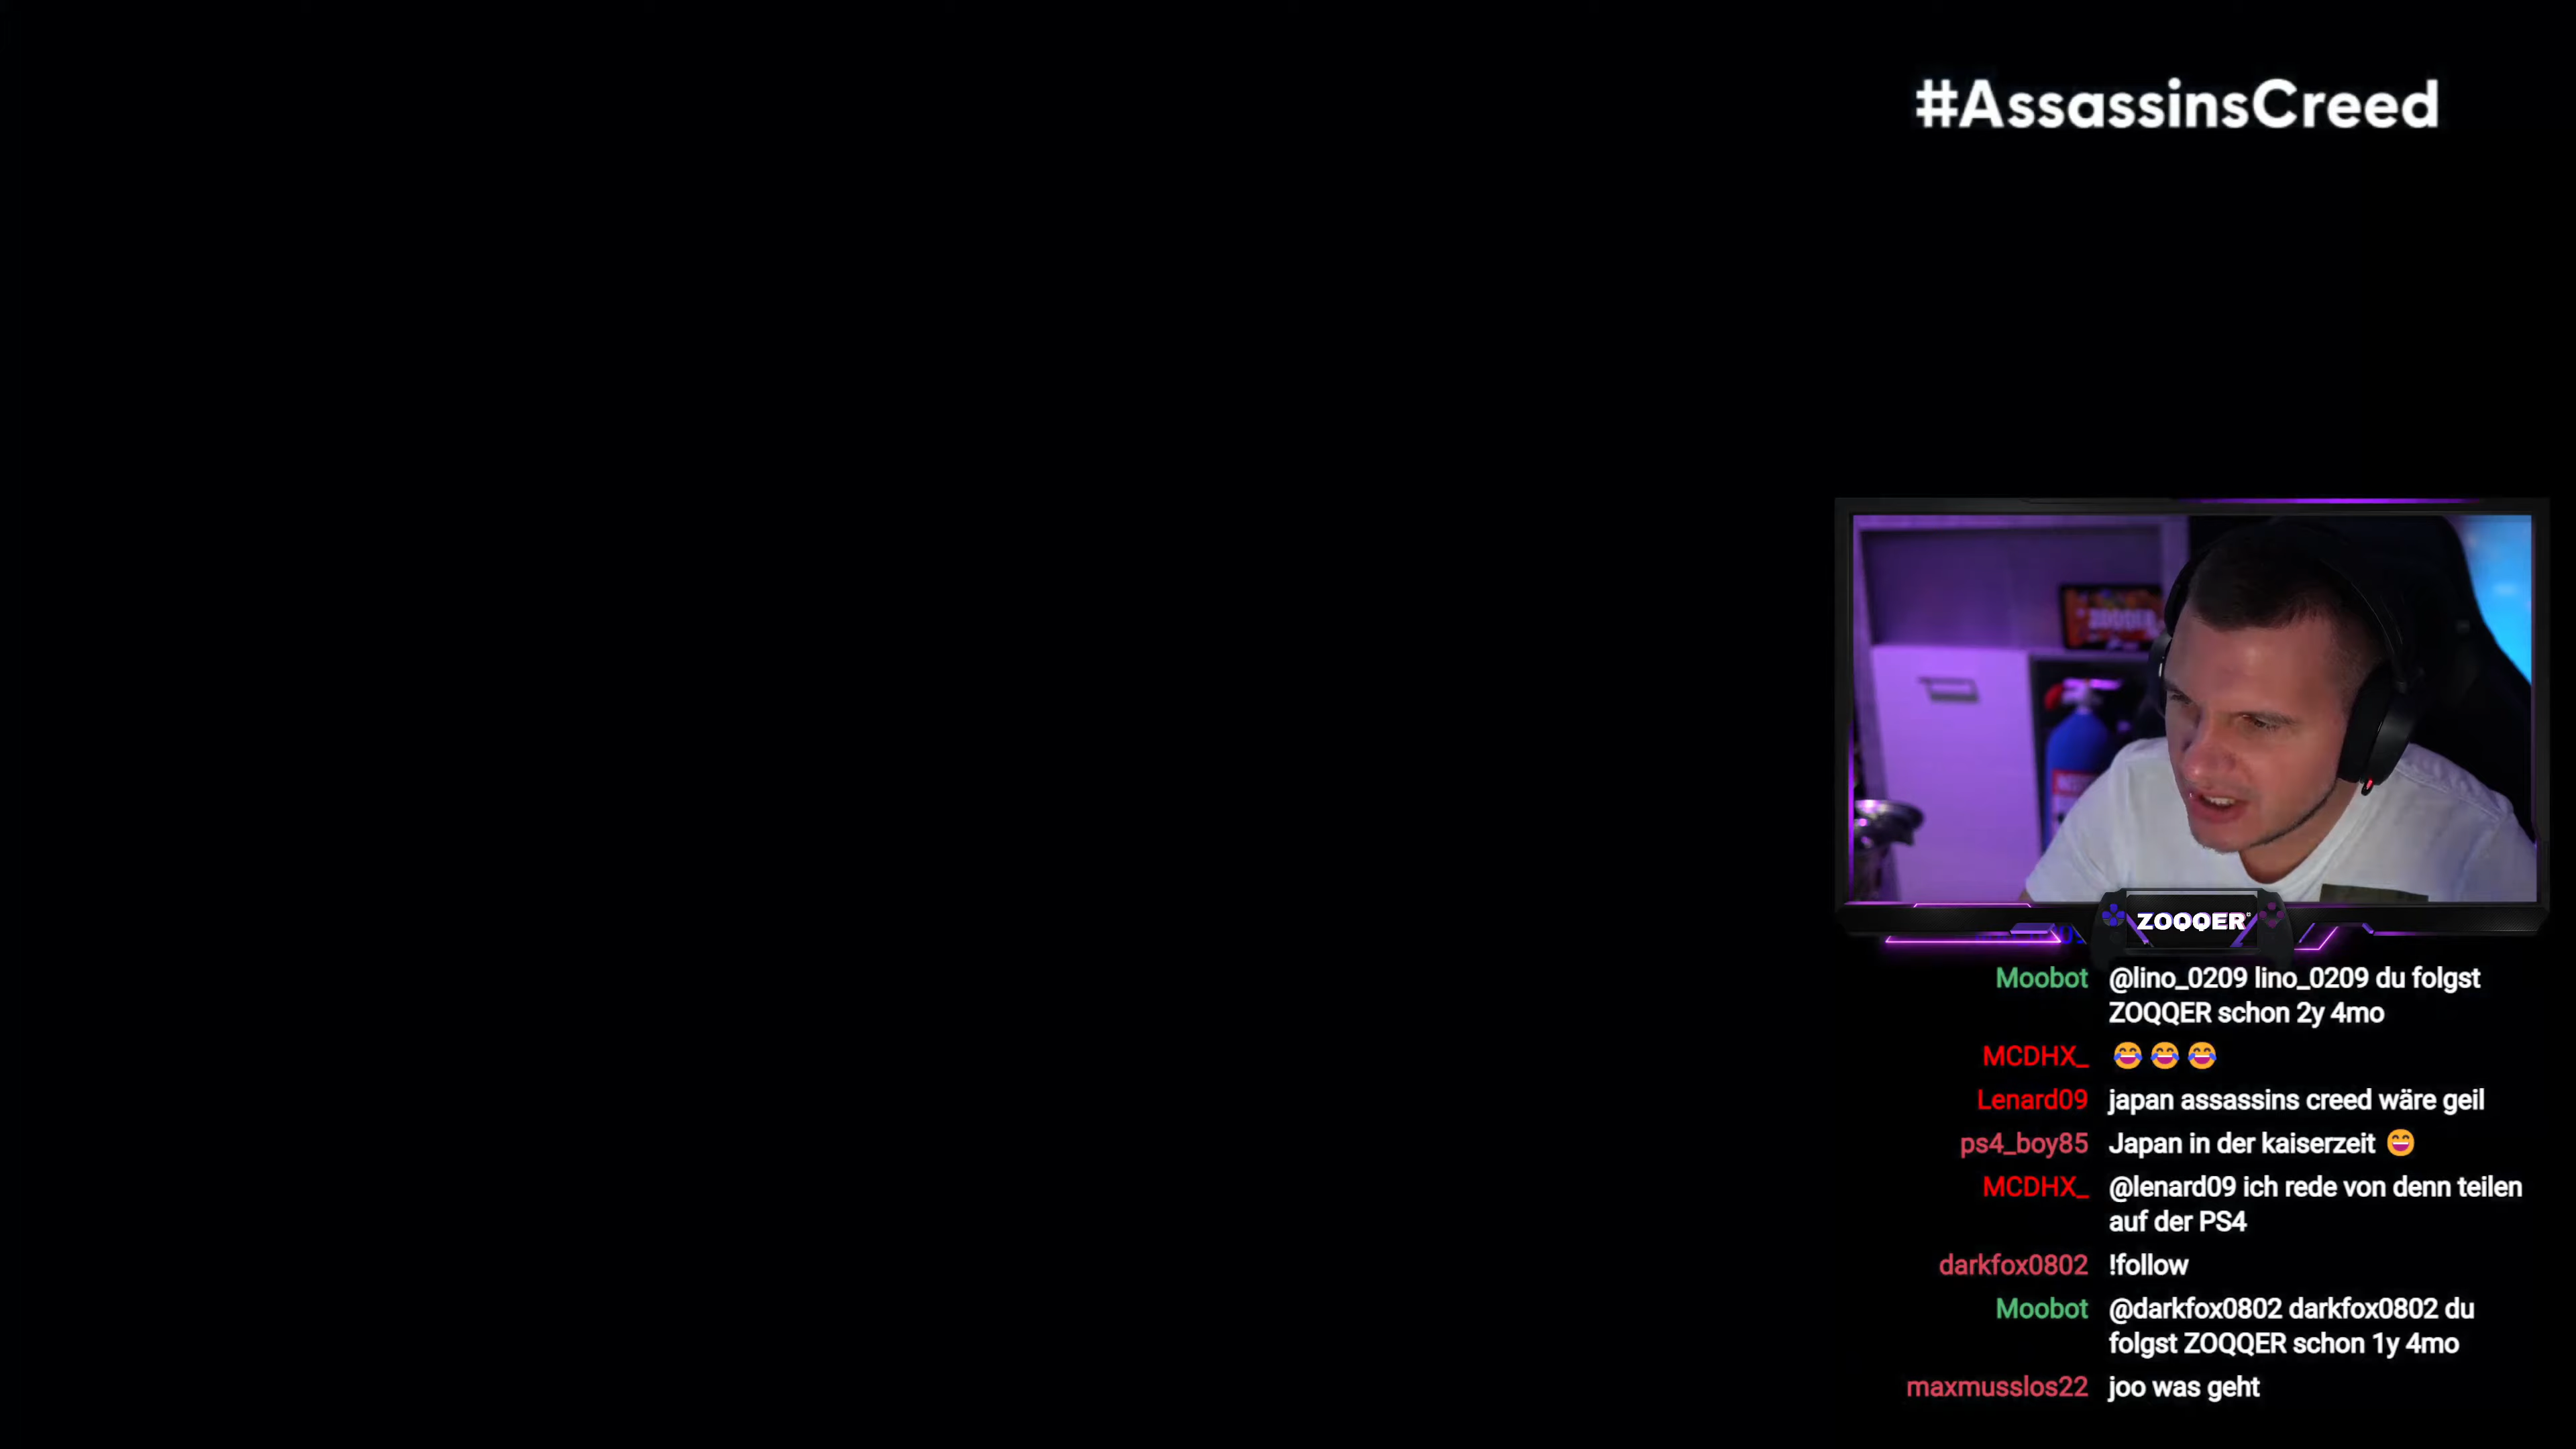 #AssassinsCreed
ZOQQER
ZOQQER
Moobot @lino_0209 lino_0209 du folgst
ZOQQER schon 2y 4mo
MCDHX_ 😂 😂 😂
Lenard09 japan assassins creed wäre geil
ps4_boy85 Japan in der kaiserzeit 😄
MCDHX_ @lenard09 ich rede von denn teilen
auf der PS4
darkfox0802 !follow
Moobot @darkfox0802 darkfox0802 du
folgst ZOQQER schon 1y 4mo
maxmusslos22 joo was geht